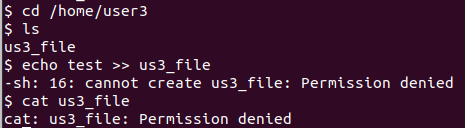 $ cd /home/user3
$ ls
us3_file
$ echo test >> us3_file
-sh: 16: cannot create us3_file: Permission denied
$ cat us3_file
cat: us3_file: Permission denied